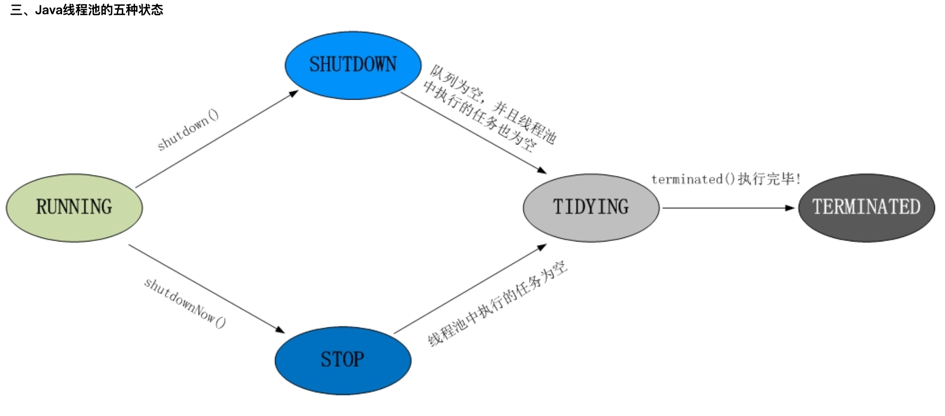 三、Java线程池的五种状态
SHUTDOWN
队列为空，并且线程池
中执行的任务也为空
shutdown()
terminated()执行完毕!
RUNNING
TIDYING
TERMINATED
shutdownNow()
线程池中执行的任务为空
STOP